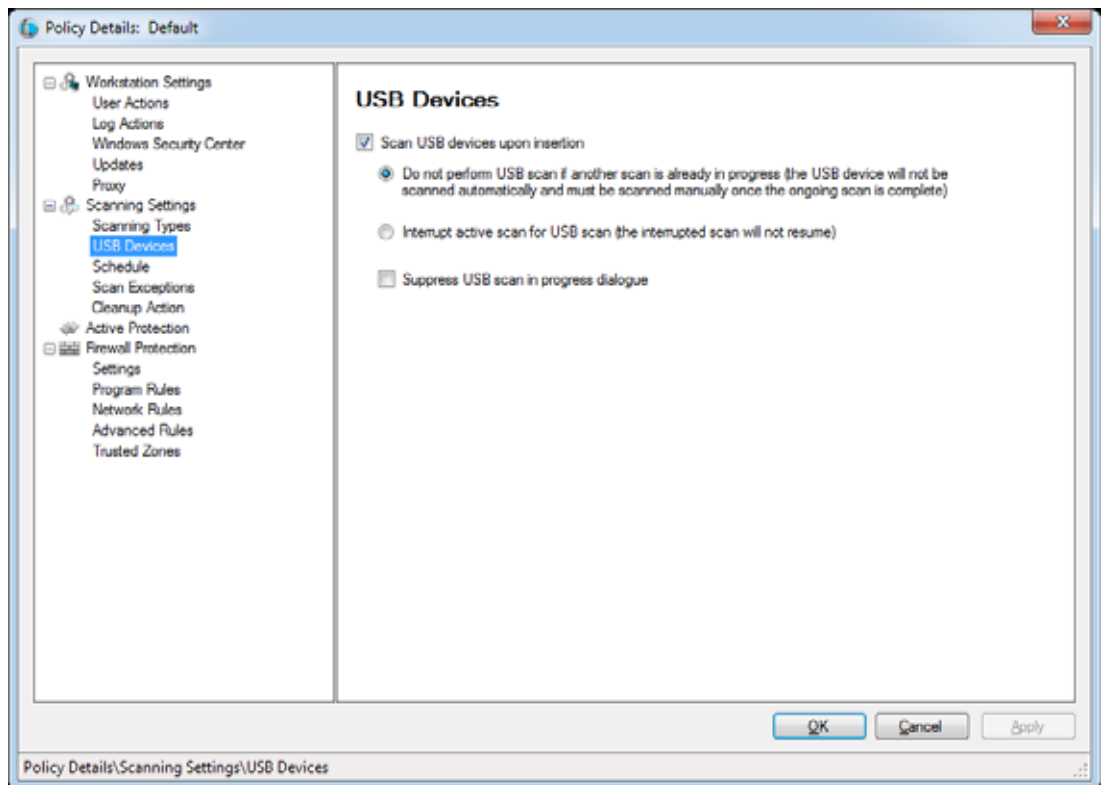 Policy Details: Default
Workstation Settings
User Actions
Log Actions
Windows Security Center
Updates
Proxy
Scanning Settings
Scanning Types
USB Devices
Schedule
Scan Exceptions
Cleanup Action
Active Protection
Firewall Protection
Settings
Program Rules
Network Rules
Advanced Rules
Trusted Zones
USB Devices
Scan USB devices upon insertion
Do not perform USB scan if another scan is already in progress (the USB device will not be
scanned automatically and must be scanned manually once the ongoing scan is complete)
Interrupt active scan for USB scan (the interrupted scan will not resume)
Suppress USB scan in progress dialogue
OK
Cancel
Apply
Policy Details\Scanning Settings\USB Devices